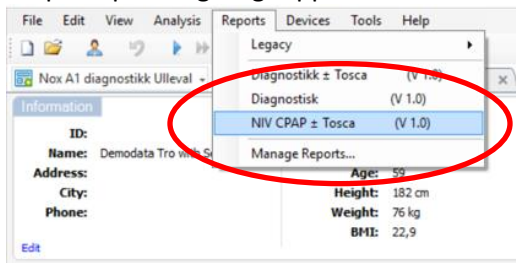 File Edit View Analysis Reports Devices Tools Help
Legacy
Nox A1 diagnostikk Ulleval
Diagnostikk ± Tosca (V 1.0)
Diagnostisk (V 1.0)
NIV CPAP ± Tosca (V 1.0)
Manage Reports...
Information
ID:
Name: Demodata Tro with
Address:
City:
Phone:
Edit
Age: 59
Height: 182 cm
Weight: 76 kg
BMI: 22,9